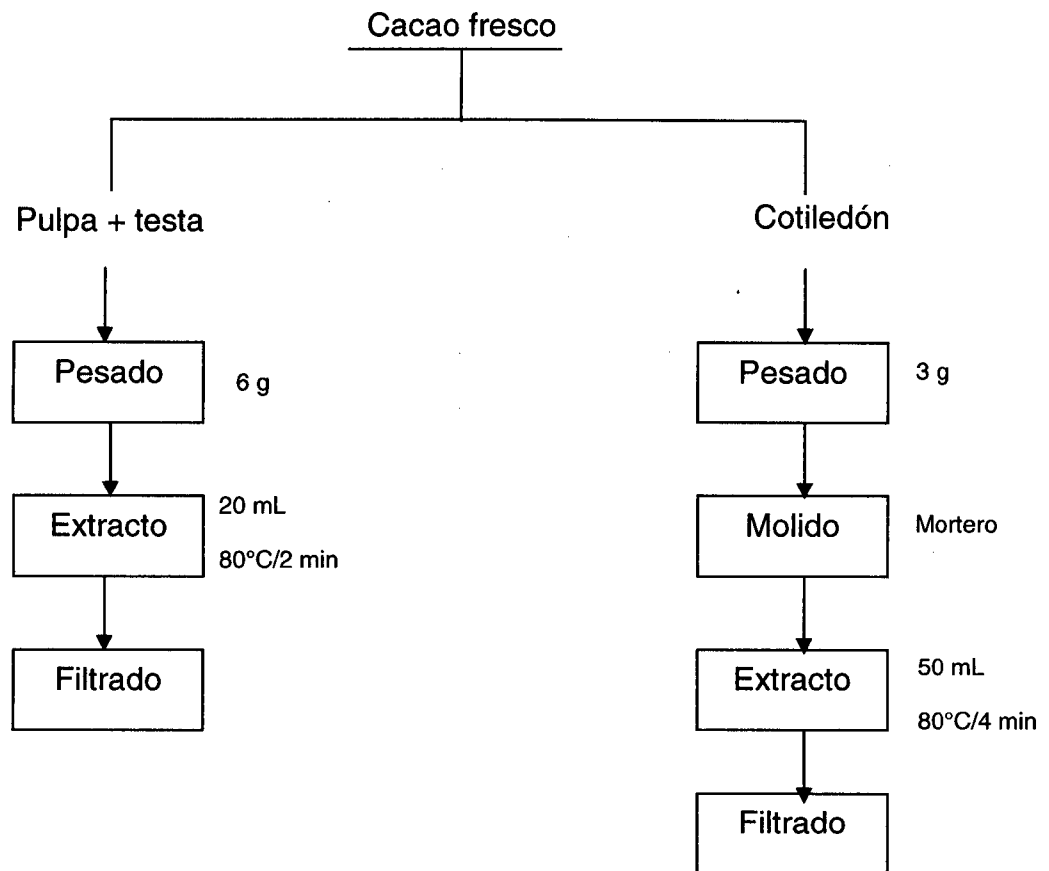 Cacao fresco
Pulpa + testa
Pesado
6 g
Extracto
20 mL
80°C/2 min
Filtrado
Cotiledón
Pesado
3 g
Molido
Mortero
Extracto
50 mL
80°C/4 min
Filtrado